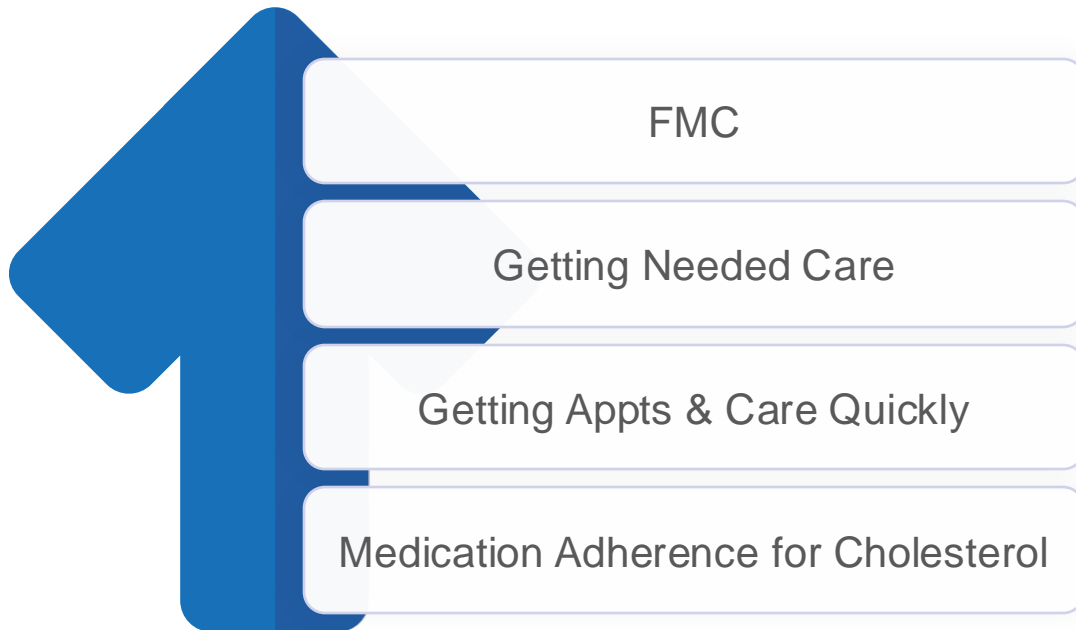 FMC
Getting Needed Care
Getting Appts & Care Quickly
Medication Adherence for Cholesterol